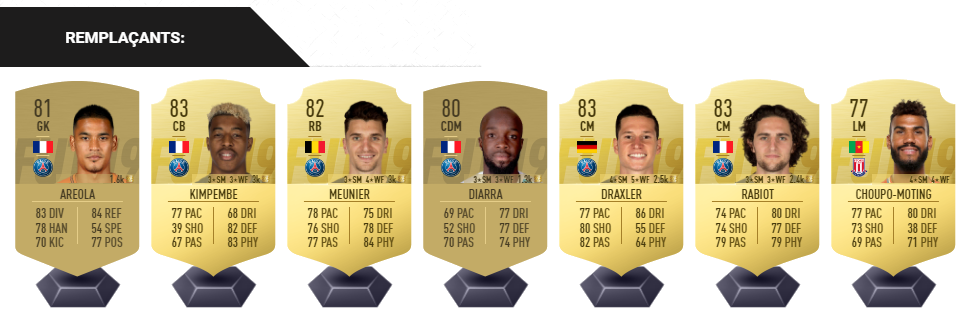 REMPLAÇANTS:
81
GK
1.8k
AREOLA
83 DIV 84 REF
78 HAN 54 SPE
70 KIC 77 POS
83
CB
3★SM 3★WF 3k
KIMPEMBE
77 PAC 68 DRI
39 SHO 82 DEF
67 PAS 83 PHY
82
RB
3★SM 4★WF 3k
MEUNIER
78 PAC 75 DRI
76 SHO 78 DEF
77 PAS 84 PHY
80
CDM
3★SM 3★WF 1.3k
DIARRA
69 PAC 77 DRI
52 SHO 77 DEF
70 PAS 74 PHY
83
CM
4★SM 5★WF 2.5k
DRAXLER
77 PAC 86 DRI
80 SHO 55 DEF
82 PAS 64 PHY
83
CM
3★SM 3★WF
RABIOT
74 PAC 80 DRI
74 SHO 77 DEF
79 PAS 79 PHY
77
LM
4★SM 4★WF
CHOUPO-MOTING
77 PAC 80 DRI
73 SHO 38 DEF
69 PAS 71 PHY